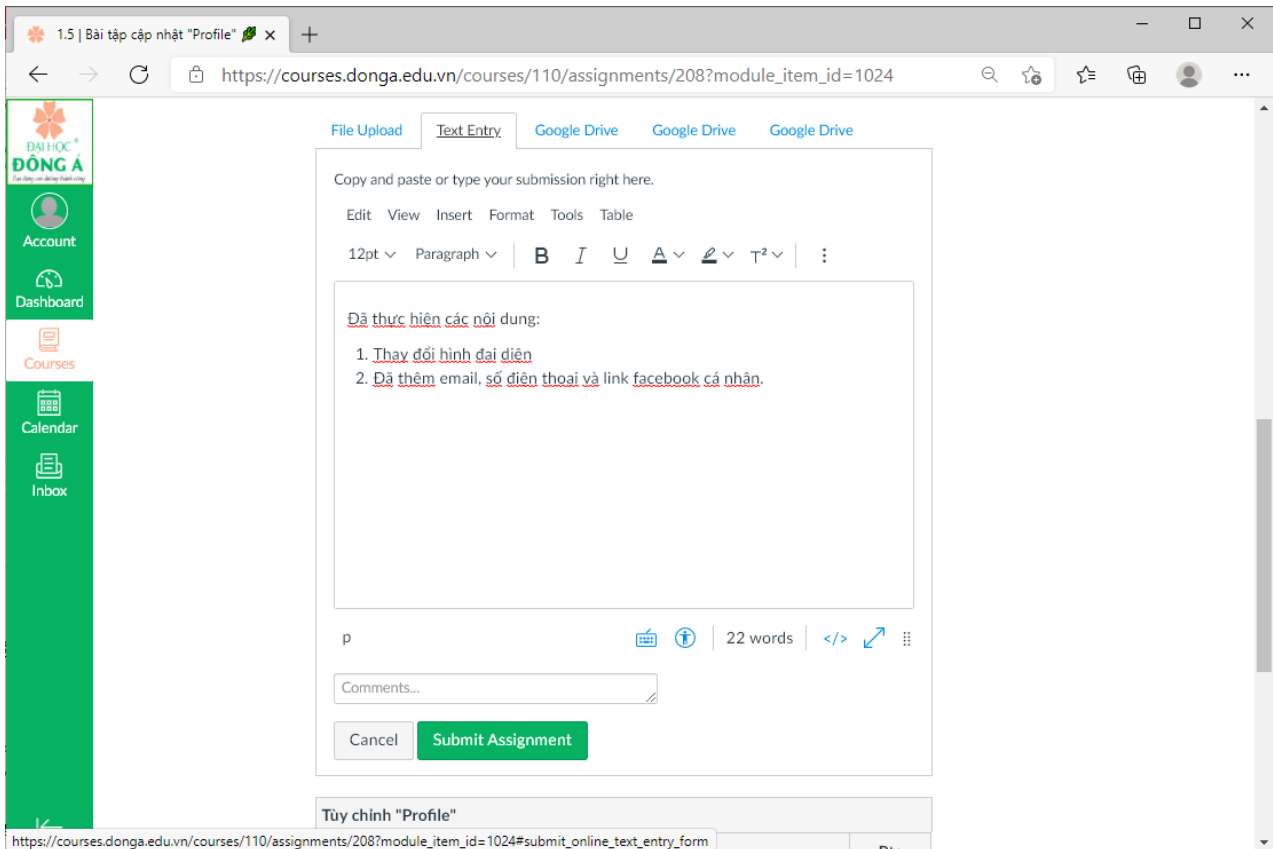 1.5 | Bài tập cập nhật "Profile"
https://courses.donga.edu.vn/courses/110/assignments/208?module_item_id=1024
ĐẠI HỌC
ĐÔNG Á
Account
Dashboard
Courses
Calendar
Inbox
File Upload Text Entry Google Drive Google Drive Google Drive
Copy and paste or type your submission right here.
Edit View Insert Format Tools Table
12pt Paragraph B I U A T²
Đã thực hiện các nội dung:
1. Thay đổi hình đại diện
2. Đã thêm email, số điện thoại và link facebook cá nhân.
p 22 words </>
Comments...
Cancel Submit Assignment
Tùy chỉnh "Profile"
https://courses.donga.edu.vn/courses/110/assignments/208?module_item_id=1024#submit_online_text_entry_form